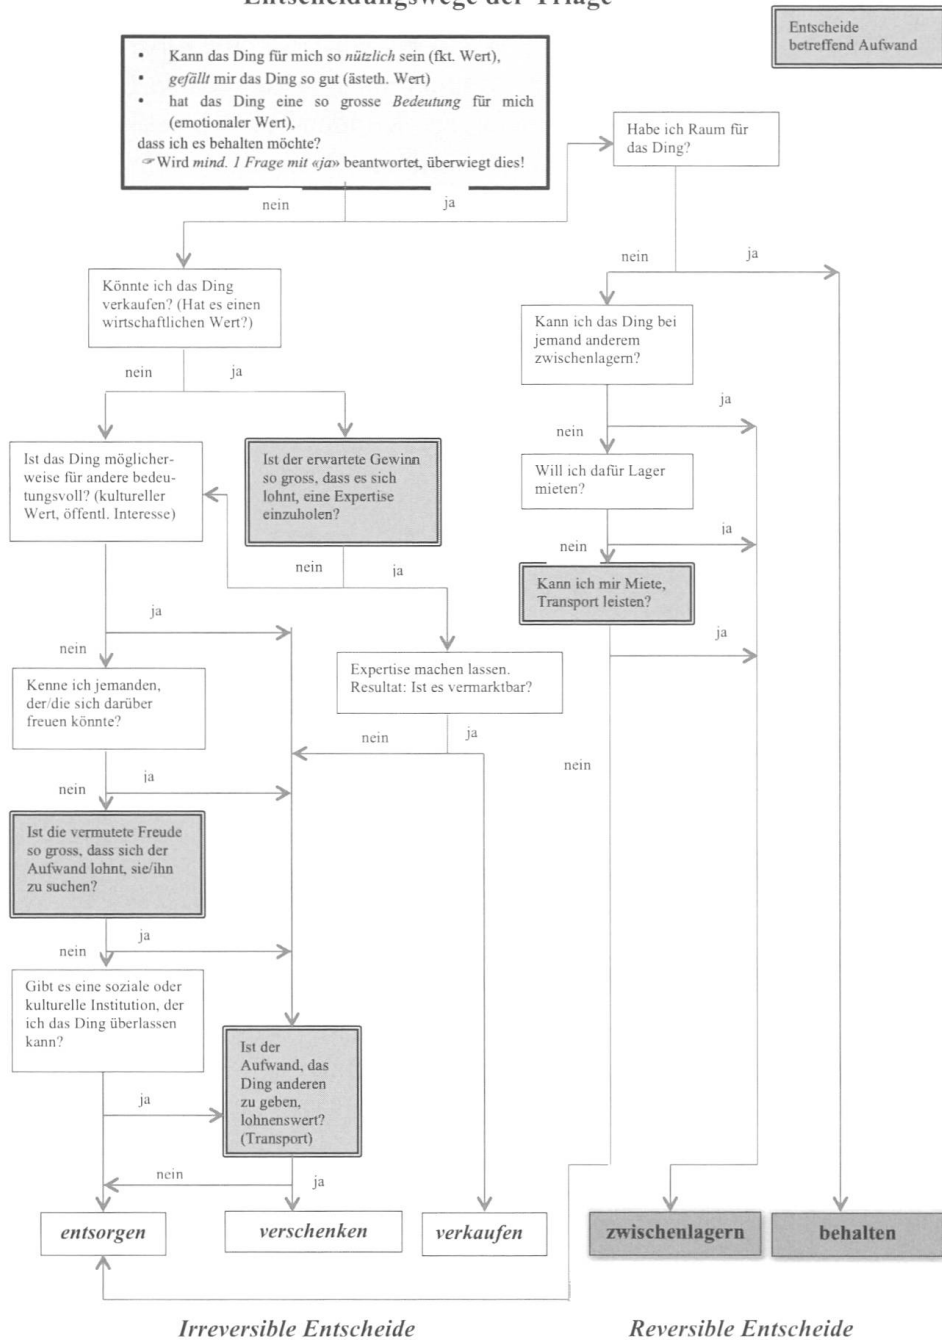 Entscheidungswege der Triage
Entscheide
betreffend Aufwand
• Kann das Ding für mich so nützlich sein (fkt. Wert),
• gefällt mir das Ding so gut (ästeth. Wert)
• hat das Ding eine so grosse Bedeutung für mich
(emotionaler Wert),
dass ich es behalten möchte?
☞Wird mind. 1 Frage mit «ja» beantwortet, überwiegt dies!
Habe ich Raum für
das Ding?
nein
ja
nein
ja
Könnte ich das Ding
verkaufen? (Hat es einen
wirtschaftlichen Wert?)
Kann ich das Ding bei
jemand anderem
zwischenlagern?
nein
ja
ja
nein
Ist das Ding möglicher-
weise für andere bedeu-
tungsvoll? (kultureller
Wert, öffentl. Interesse)
Ist der erwartete Gewinn
so gross, dass es sich
lohnt, eine Expertise
einzuholen?
Will ich dafür Lager
mieten?
ja
nein
nein
ja
Kann ich mir Miete,
Transport leisten?
ja
nein
ja
Kenne ich jemanden,
der/die sich darüber
freuen könnte?
Expertise machen lassen.
Resultat: Ist es vermarktbar?
nein
ja
nein
ja
nein
Ist die vermutete Freude
so gross, dass sich der
Aufwand lohnt, sie/ihn
zu suchen?
ja
nein
Gibt es eine soziale oder
kulturelle Institution, der
ich das Ding überlassen
kann?
Ist der
Aufwand, das
Ding anderen
zu geben,
lohnenswert?
(Transport)
ja
nein
ja
entsorgen
verschenken
verkaufen
zwischenlagern
behalten
Irreversible Entscheide
Reversible Entscheide